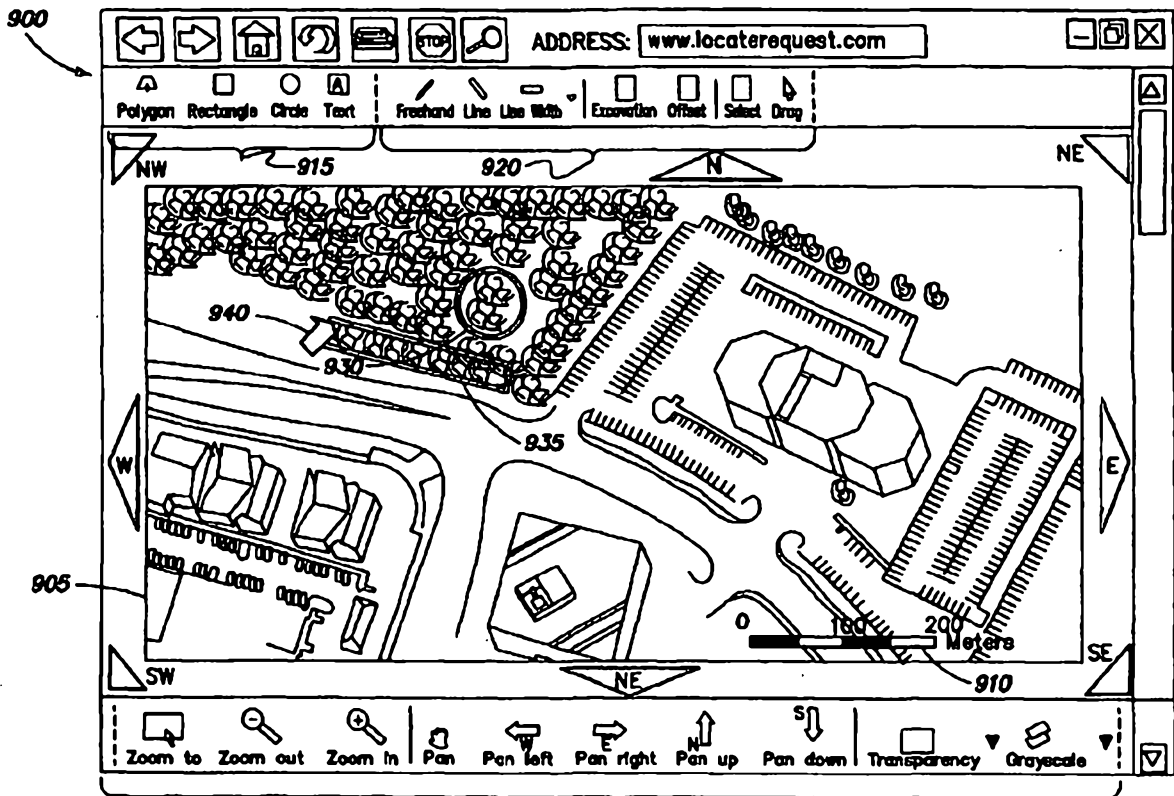 900
STOP
ADDRESS: www.locaterequest.com
Polygon Rectangle Circle Text Freehand Line Line Width Excavation Offset Select Drag
NW 915 920 N NE
940
930
935
W E
905
0 100 200
Meters
SW NE 910 SE
Zoom to Zoom out Zoom in Pan W Pan left E Pan right N Pan up S Pan down Transparency Grayscale